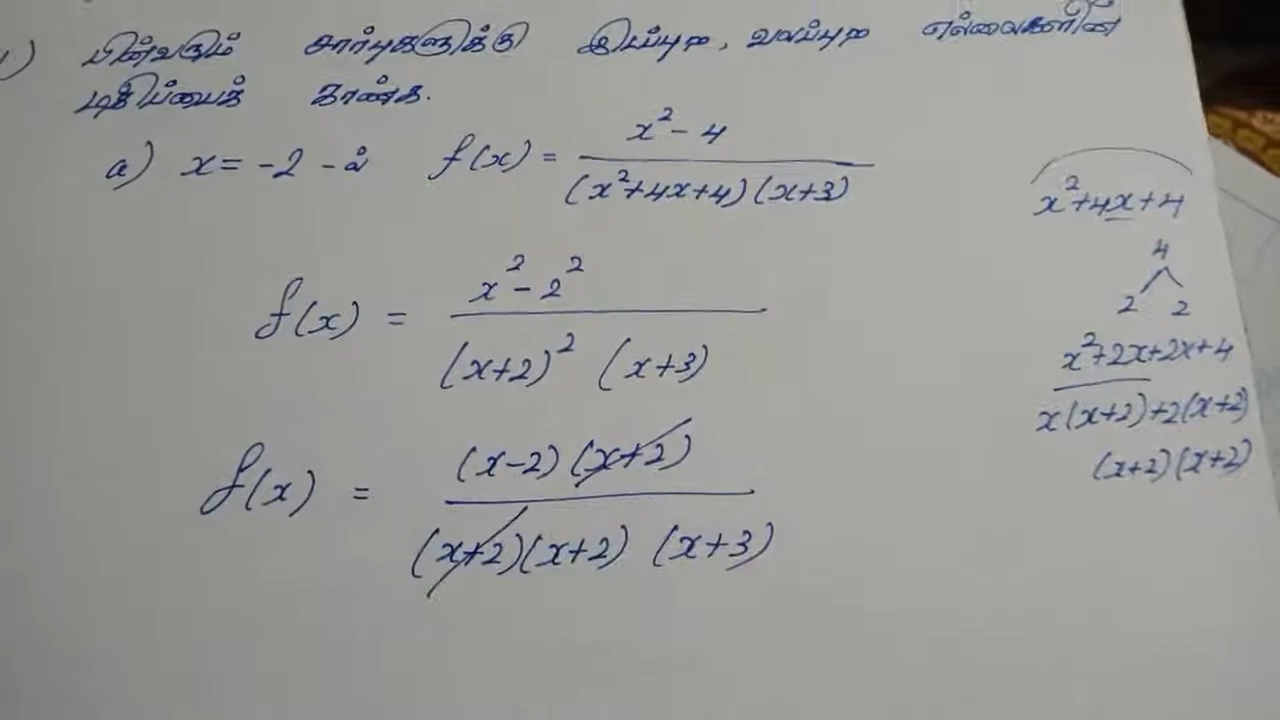 1) பின்வரும் சார்புகளுக்கு இடப்புற, வலப்புற எல்லைகளின்
மதிப்பைக் காண்க.
a) x = -2 -ல் f(x) = x² - 4 / (x²+4x+4)(x+3)
f(x) = x² - 2² / (x+2)² (x+3)
f(x) = (x-2)(x+2) / (x+2)(x+2) (x+3)
x²+4x+4
4
2 2
x²+2x+2x+4
x(x+2)+2(x+2)
(x+2)(x+2)